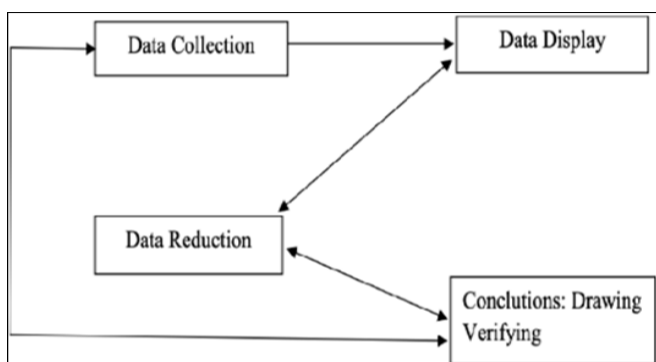 Data Collection
Data Display
Data Reduction
Conclutions: Drawing
Verifying